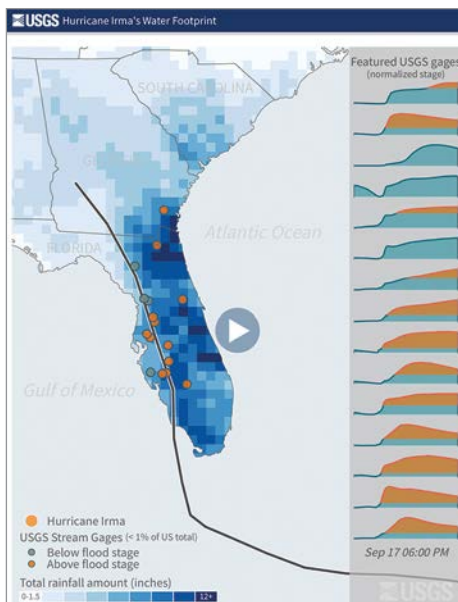 USGS Hurricane Irma's Water Footprint
Featured USGS gages
(normalized stage)
SOUTH CAROLINA
Atlantic Ocean
FLORIDA
Gulf of Mexico
Hurricane Irma
USGS Stream Gages (< 1% of US total)
Below flood stage
Above flood stage
Sep 17 06:00 PM
Total rainfall amount (inches)
0-1.5
12+
USGS